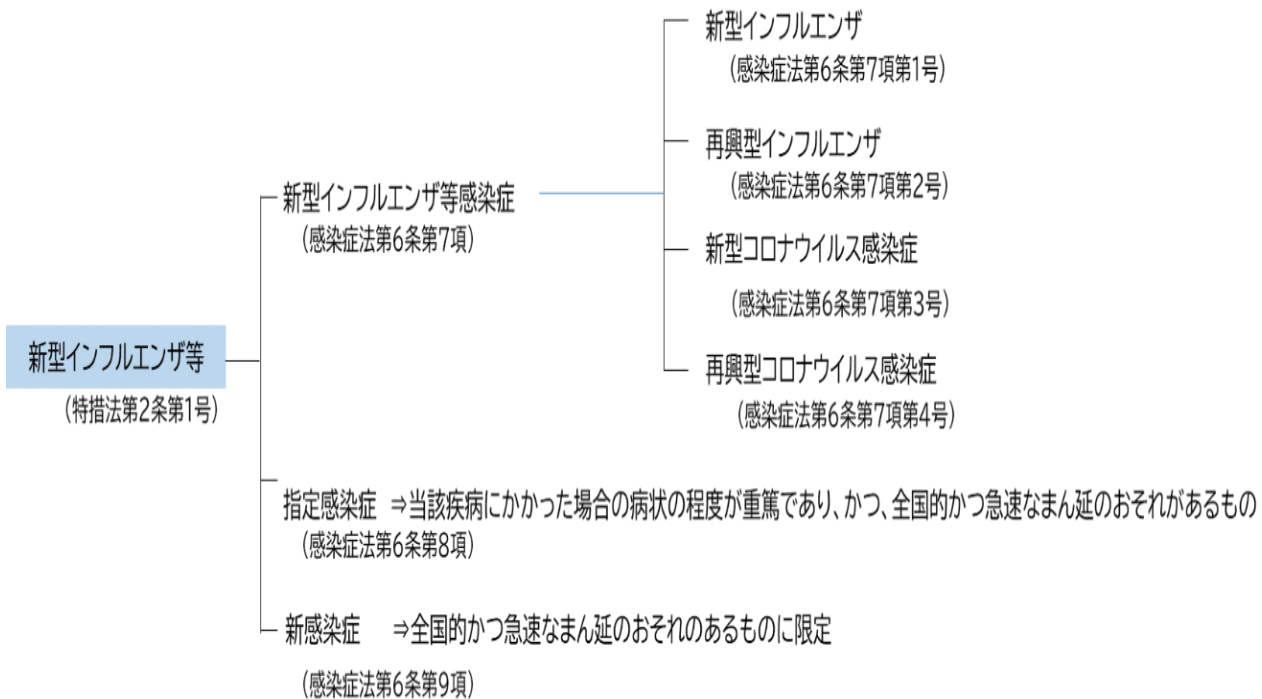 新型インフルエンザ等
(特措法第2条第1号)
新型インフルエンザ等感染症
(感染症法第6条第7項)
新型インフルエンザ
(感染症法第6条第7項第1号)
再興型インフルエンザ
(感染症法第6条第7項第2号)
新型コロナウイルス感染症
(感染症法第6条第7項第3号)
再興型コロナウイルス感染症
(感染症法第6条第7項第4号)
指定感染症 ⇒当該疾病にかかった場合の病状の程度が重篤であり、かつ、全国的かつ急速なまん延のおそれがあるもの
(感染症法第6条第8項)
新感染症 ⇒全国的かつ急速なまん延のおそれのあるものに限定
(感染症法第6条第9項)